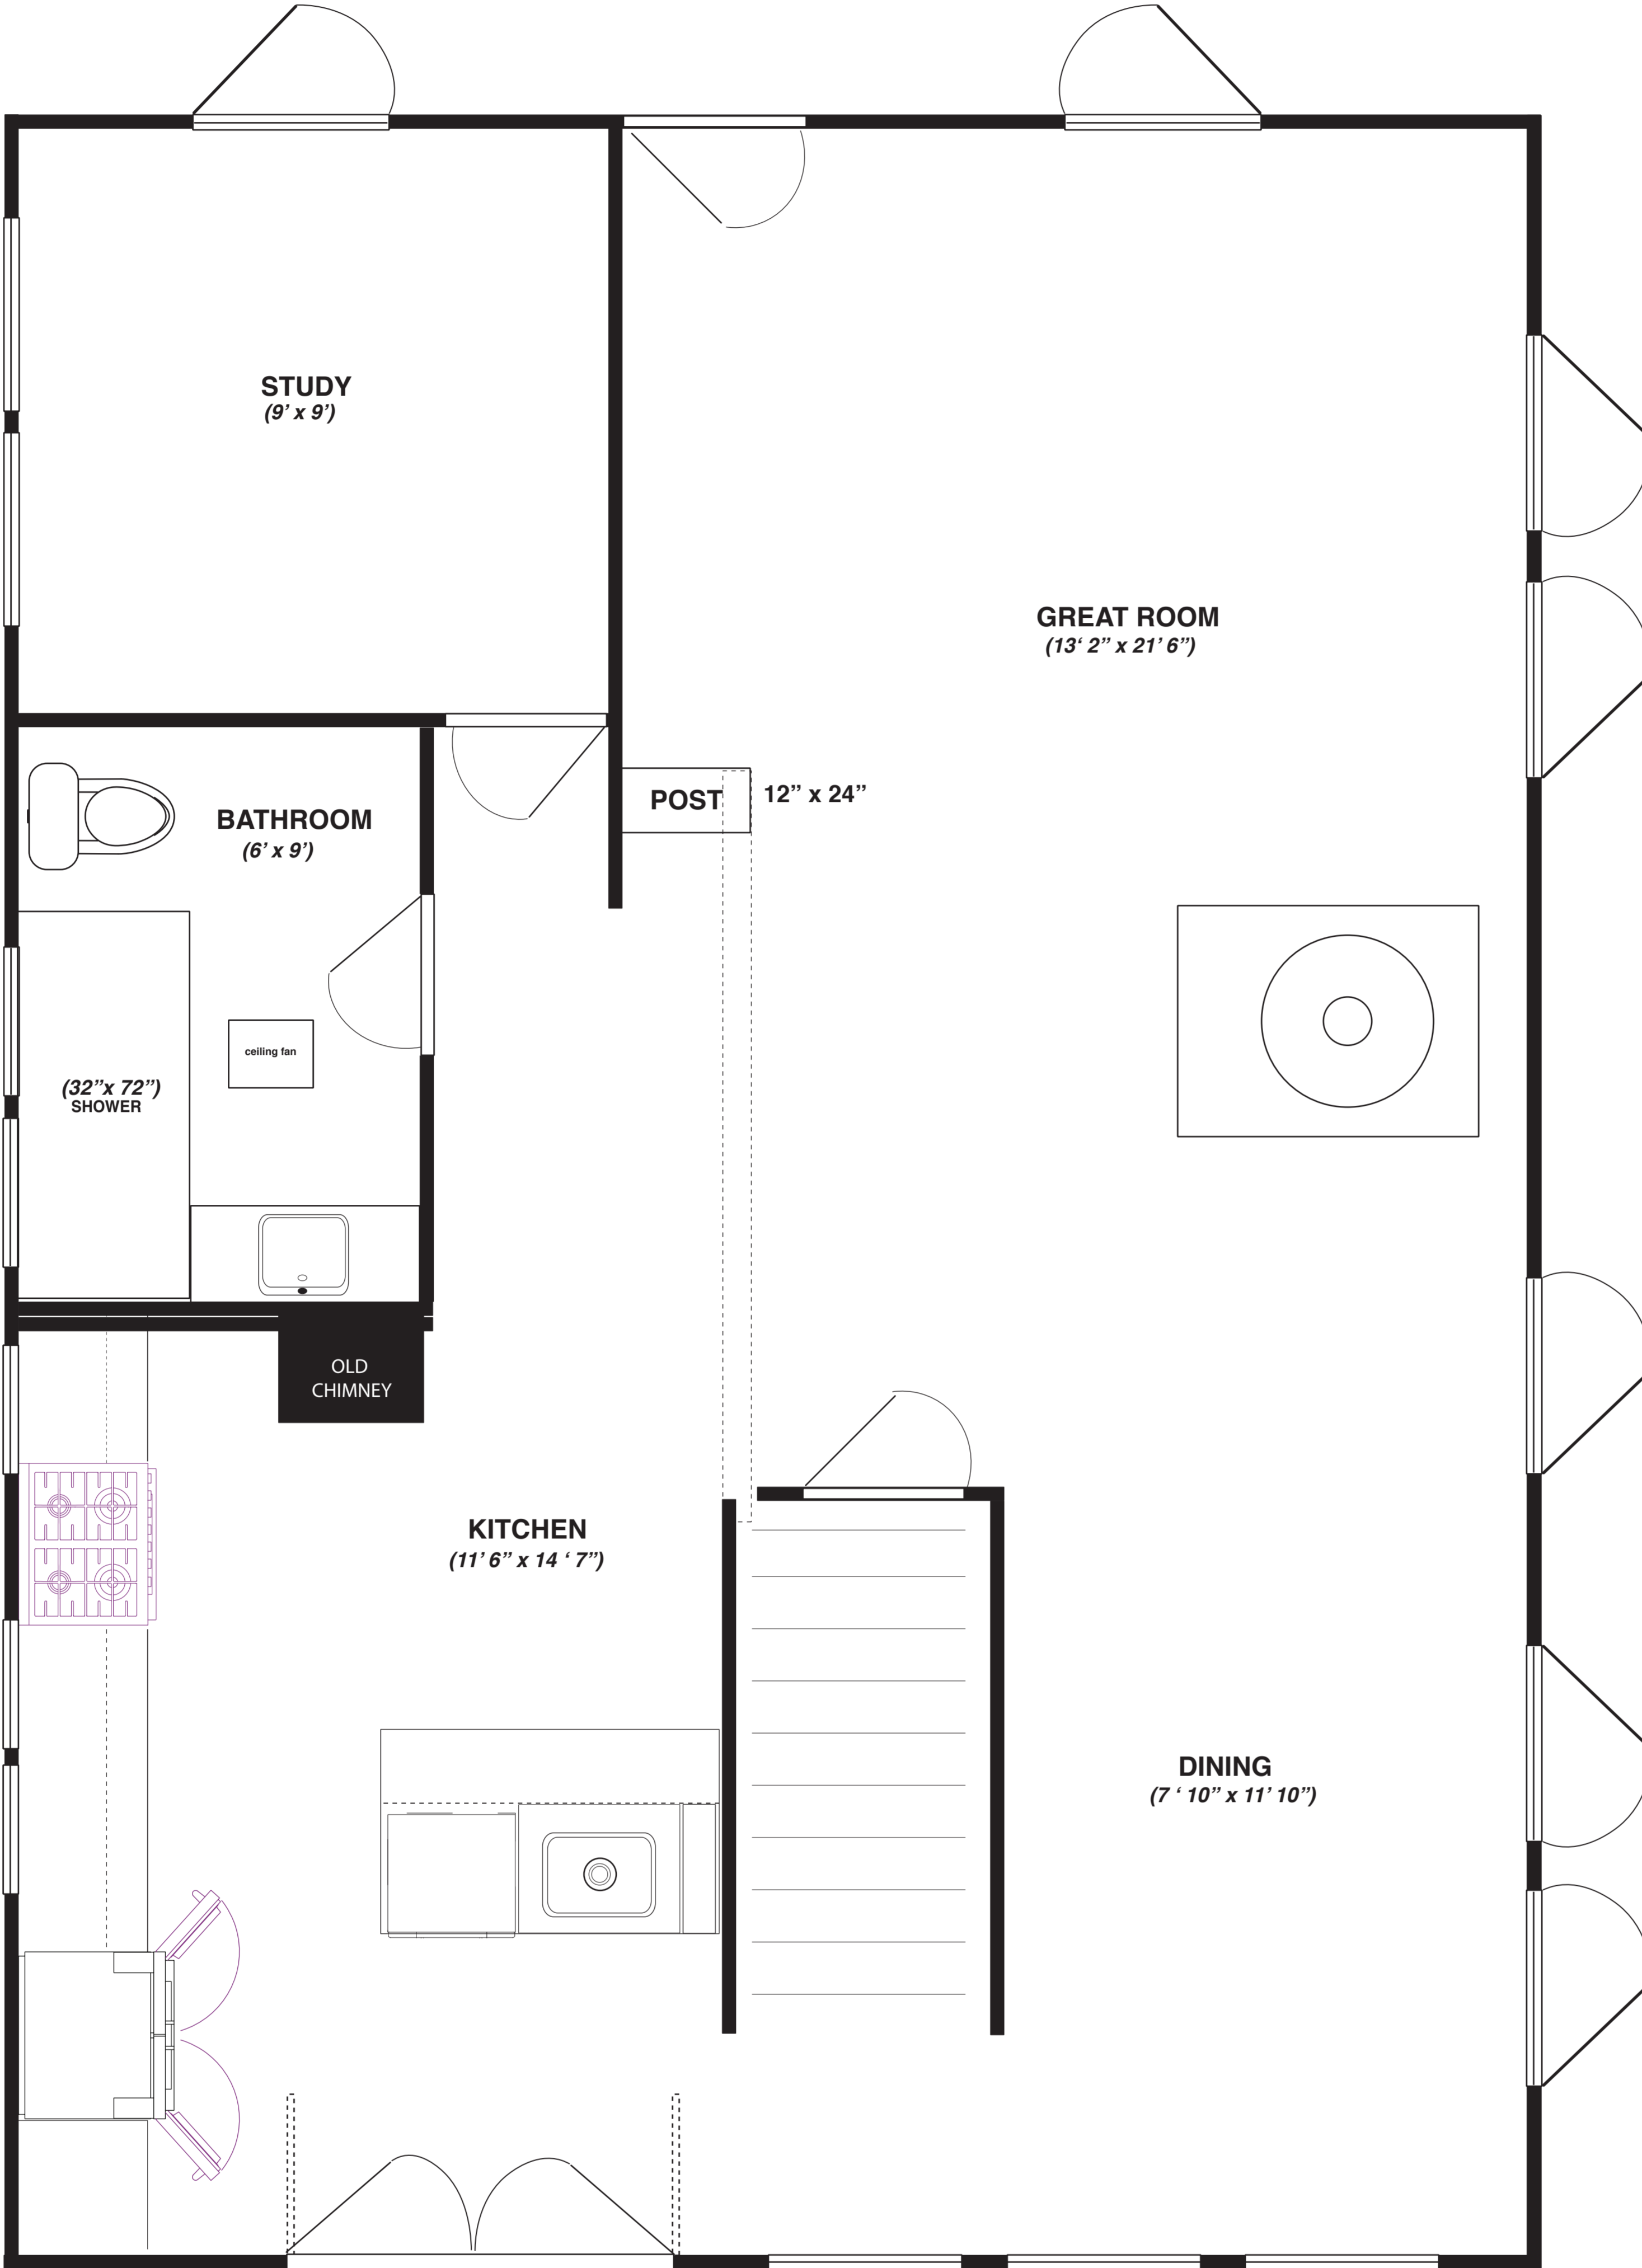 STUDY
(9’ x 9’)
GREAT ROOM
(13‘ 2” x 21’ 6”)
POST
12” x 24”
BATHROOM
(6’ x 9’)
ceiling fan
(32”x 72”)
SHOWER
OLD
CHIMNEY
KITCHEN
(11’ 6” x 14 ‘ 7”)
DINING
(7 ‘ 10” x 11’ 10”)